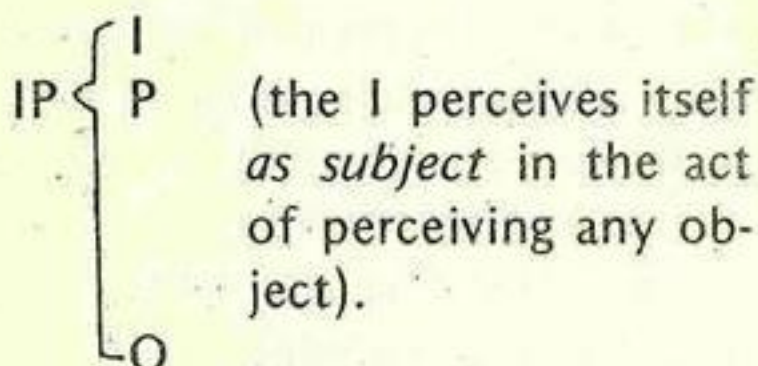 I
IP P (the I perceives itself
as subject in the act
of perceiving any ob-
ject).
O